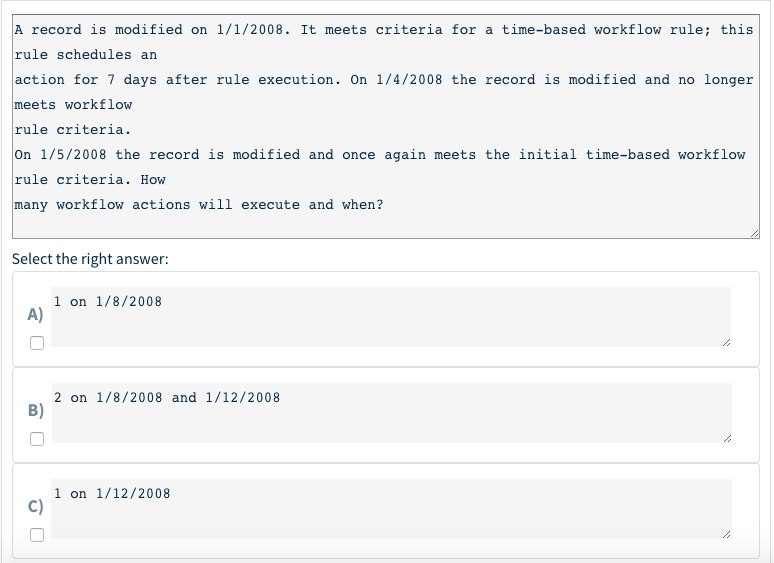 A record is modified on 1/1/2008. It meets criteria for a time-based workflow rule; this
rule schedules an
action for 7 days after rule execution. On 1/4/2008 the record is modified and no longer
meets workflow
rule criteria.
On 1/5/2008 the record is modified and once again meets the initial time-based workflow
rule criteria. How
many workflow actions will execute and when?
Select the right answer:
A)
1 on 1/8/2008
B)
2 on 1/8/2008 and 1/12/2008
C)
1 on 1/12/2008